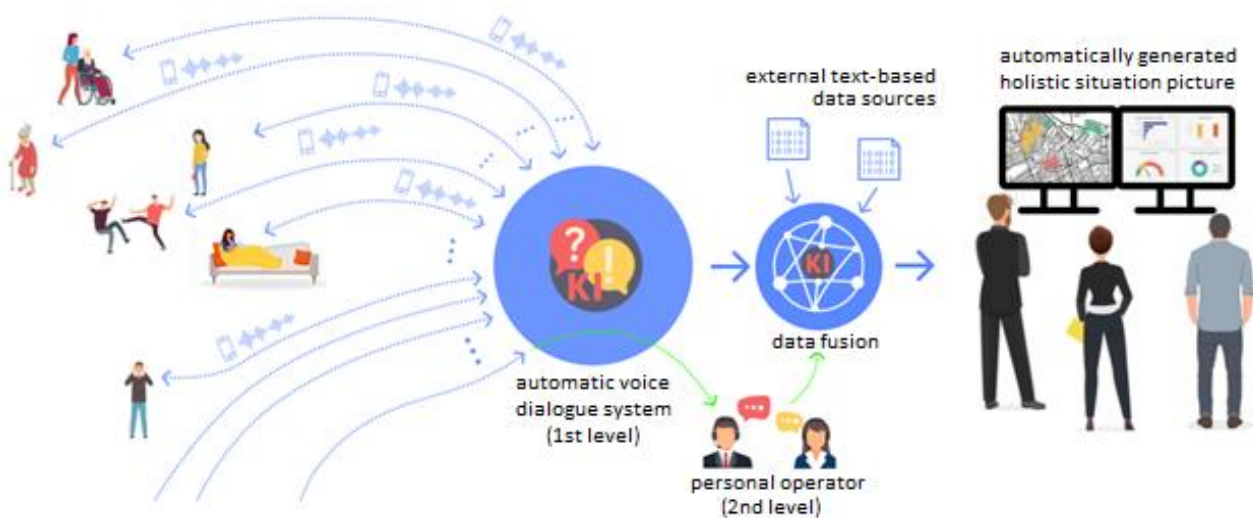 external text-based
data sources
automatically generated
holistic situation picture
?
!
KI
KI
data fusion
automatic voice
dialogue system
(1st level)
personal operator
(2nd level)